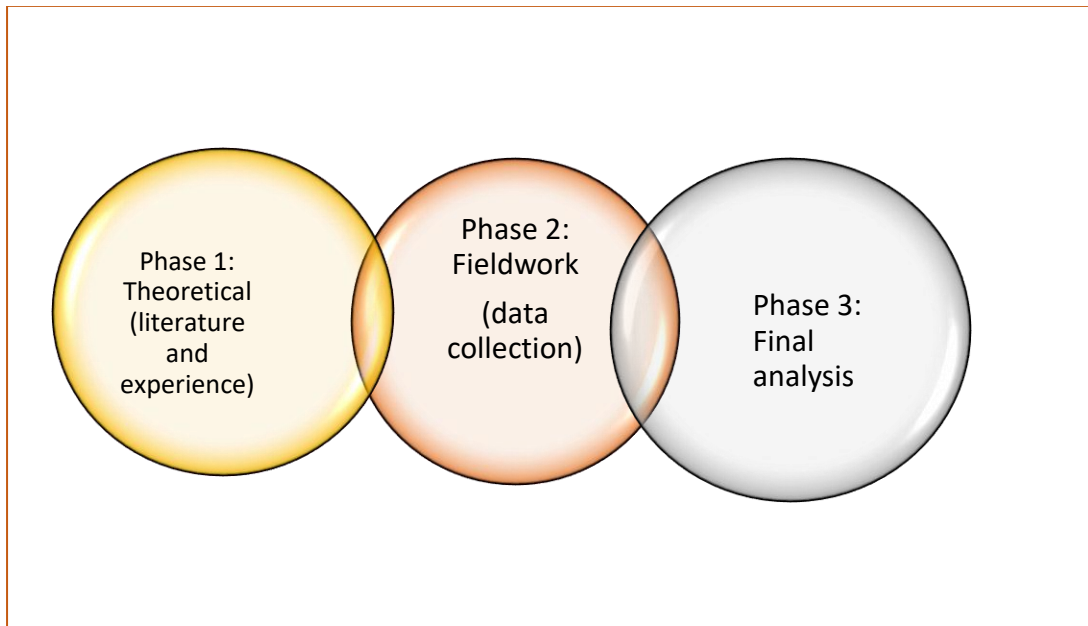 Phase 1:
Theoretical
(literature
and
experience)
Phase 2:
Fieldwork
(data
collection)
Phase 3:
Final
analysis